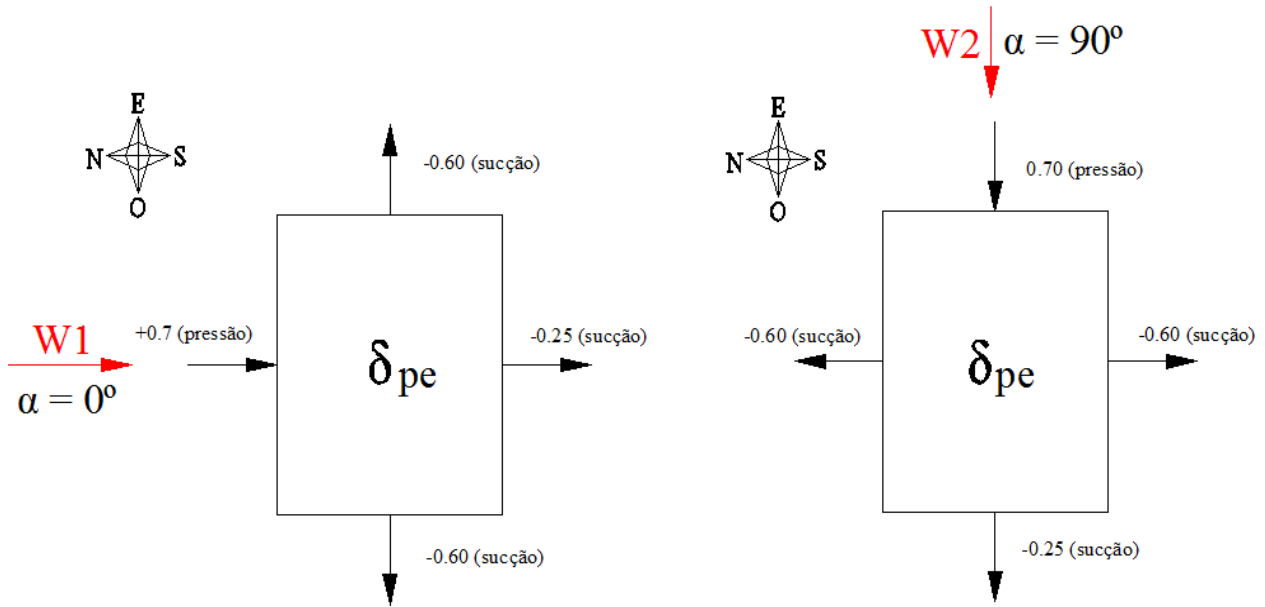 E
N
S
O
-0.60 (sucção)
W1
α = 0º
+0.7 (pressão)
δpe
-0.25 (sucção)
-0.60 (sucção)
W2
α = 90º
E
N
S
O
0.70 (pressão)
-0.60 (sucção)
δpe
-0.60 (sucção)
-0.25 (sucção)